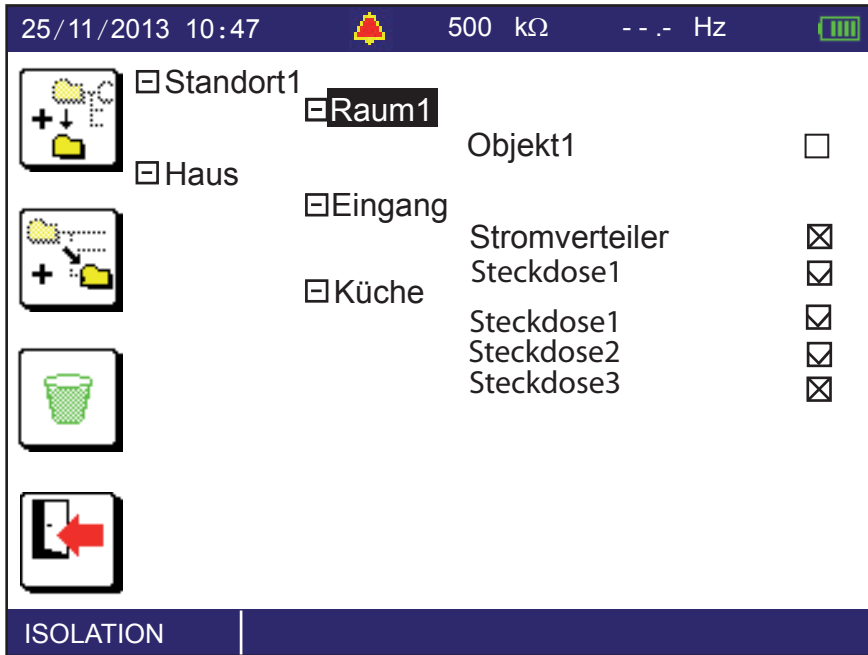 25/11/2013 10:47 500 kΩ - - .- Hz
Standort1
Raum1
Objekt1
Haus
Eingang
Stromverteiler
Steckdose1
Küche
Steckdose1
Steckdose2
Steckdose3
ISOLATION